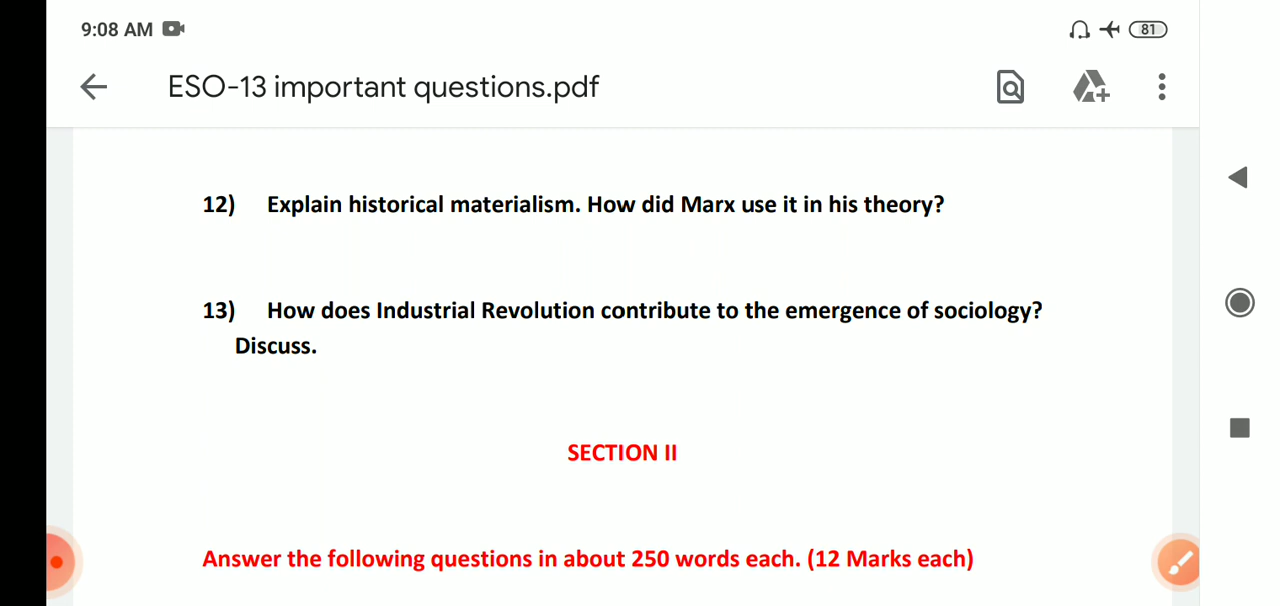 9:08 AM
81
ESO-13 important questions.pdf
12) Explain historical materialism. How did Marx use it in his theory?
13) How does Industrial Revolution contribute to the emergence of sociology?
Discuss.
SECTION II
Answer the following questions in about 250 words each. (12 Marks each)